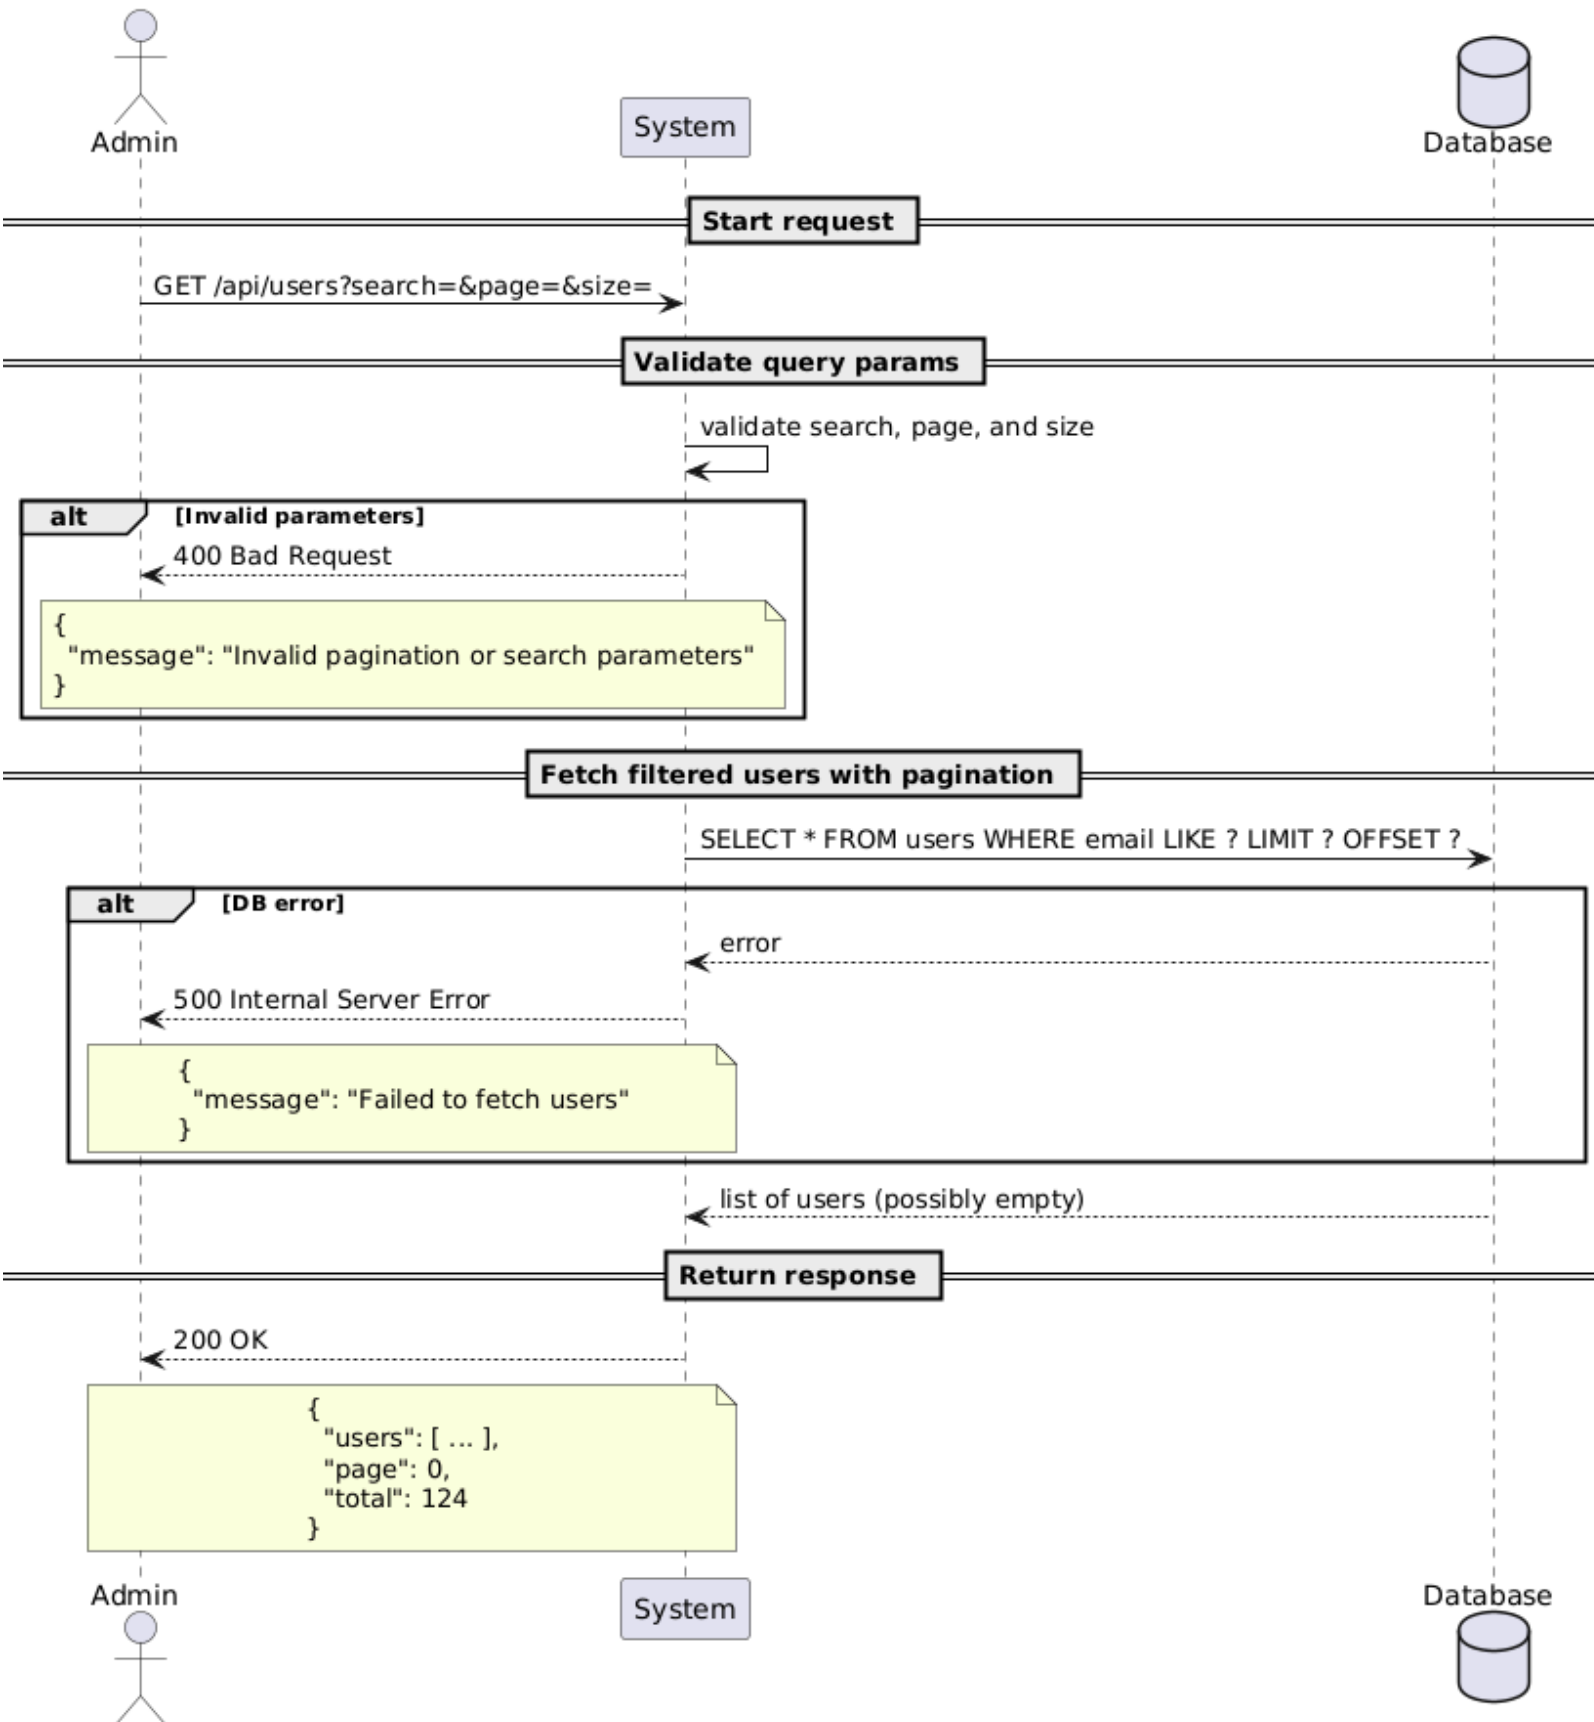 Admin
System
Database
Start request
GET /api/users?search=&page=&size=
Validate query params
validate search, page, and size
alt [Invalid parameters]
400 Bad Request
{
"message": "Invalid pagination or search parameters"
}
Fetch filtered users with pagination
SELECT * FROM users WHERE email LIKE ? LIMIT ? OFFSET ?
alt [DB error]
error
500 Internal Server Error
{
"message": "Failed to fetch users"
}
list of users (possibly empty)
Return response
200 OK
{
"users": [ ... ],
"page": 0,
"total": 124
}
Admin
System
Database